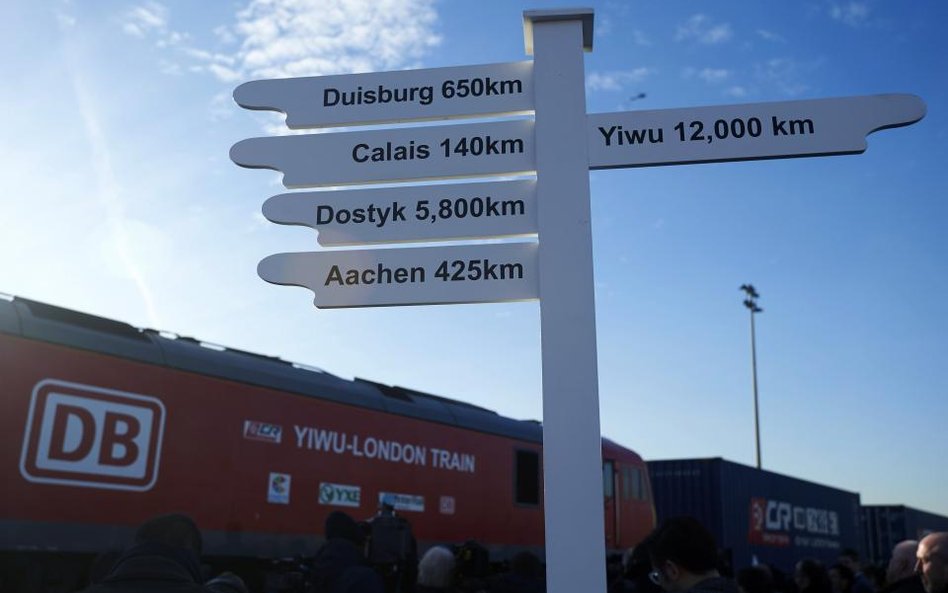 Duisburg 650km
Calais 140km
Dostyk 5,800km
Aachen 425km
Yiwu 12,000 km
DB
YIWU-LONDON TRAIN
YXE
CR